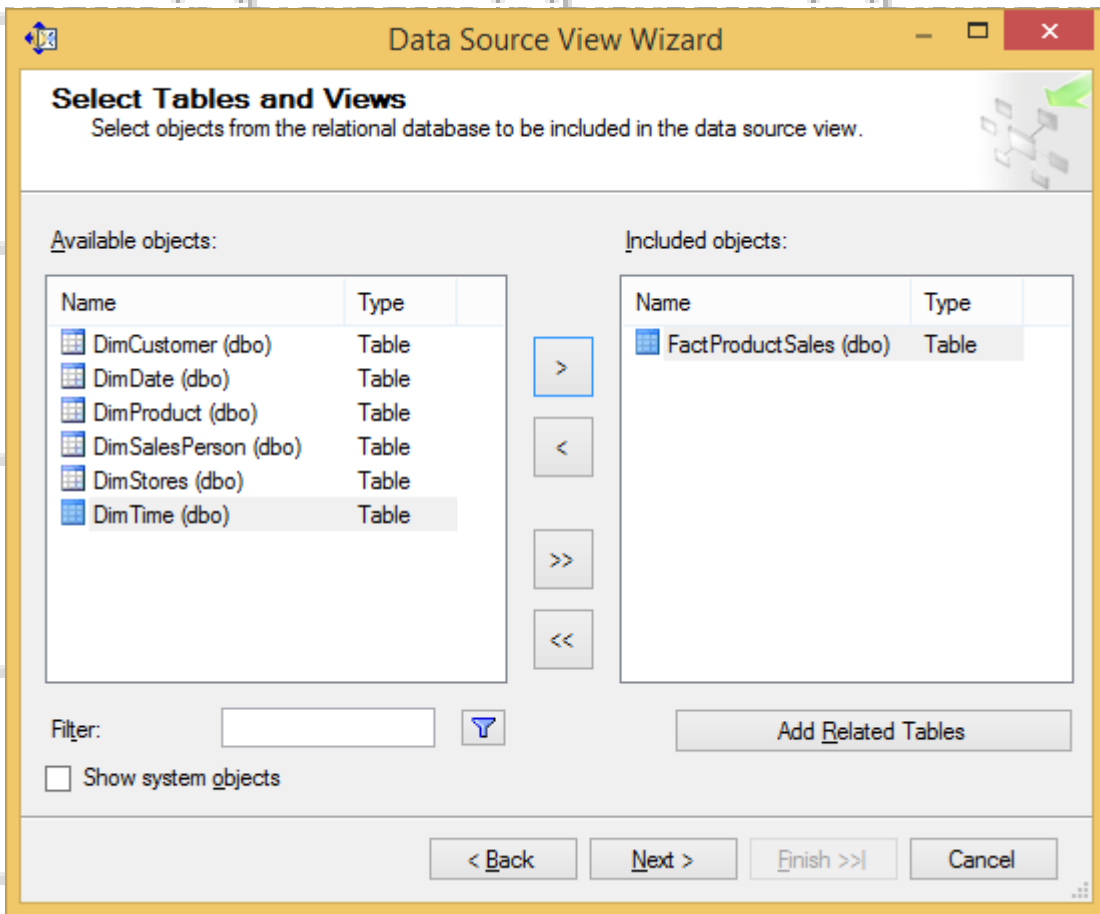 Data Source View Wizard
Select Tables and Views
Select objects from the relational database to be included in the data source view.
Available objects:
Name Type
DimCustomer (dbo) Table
DimDate (dbo) Table
DimProduct (dbo) Table
DimSalesPerson (dbo) Table
DimStores (dbo) Table
DimTime (dbo) Table
>
<
>>
<<
Included objects:
Name Type
FactProductSales (dbo) Table
Filter:
Add Related Tables
Show system objects
< Back Next > Finish >>| Cancel